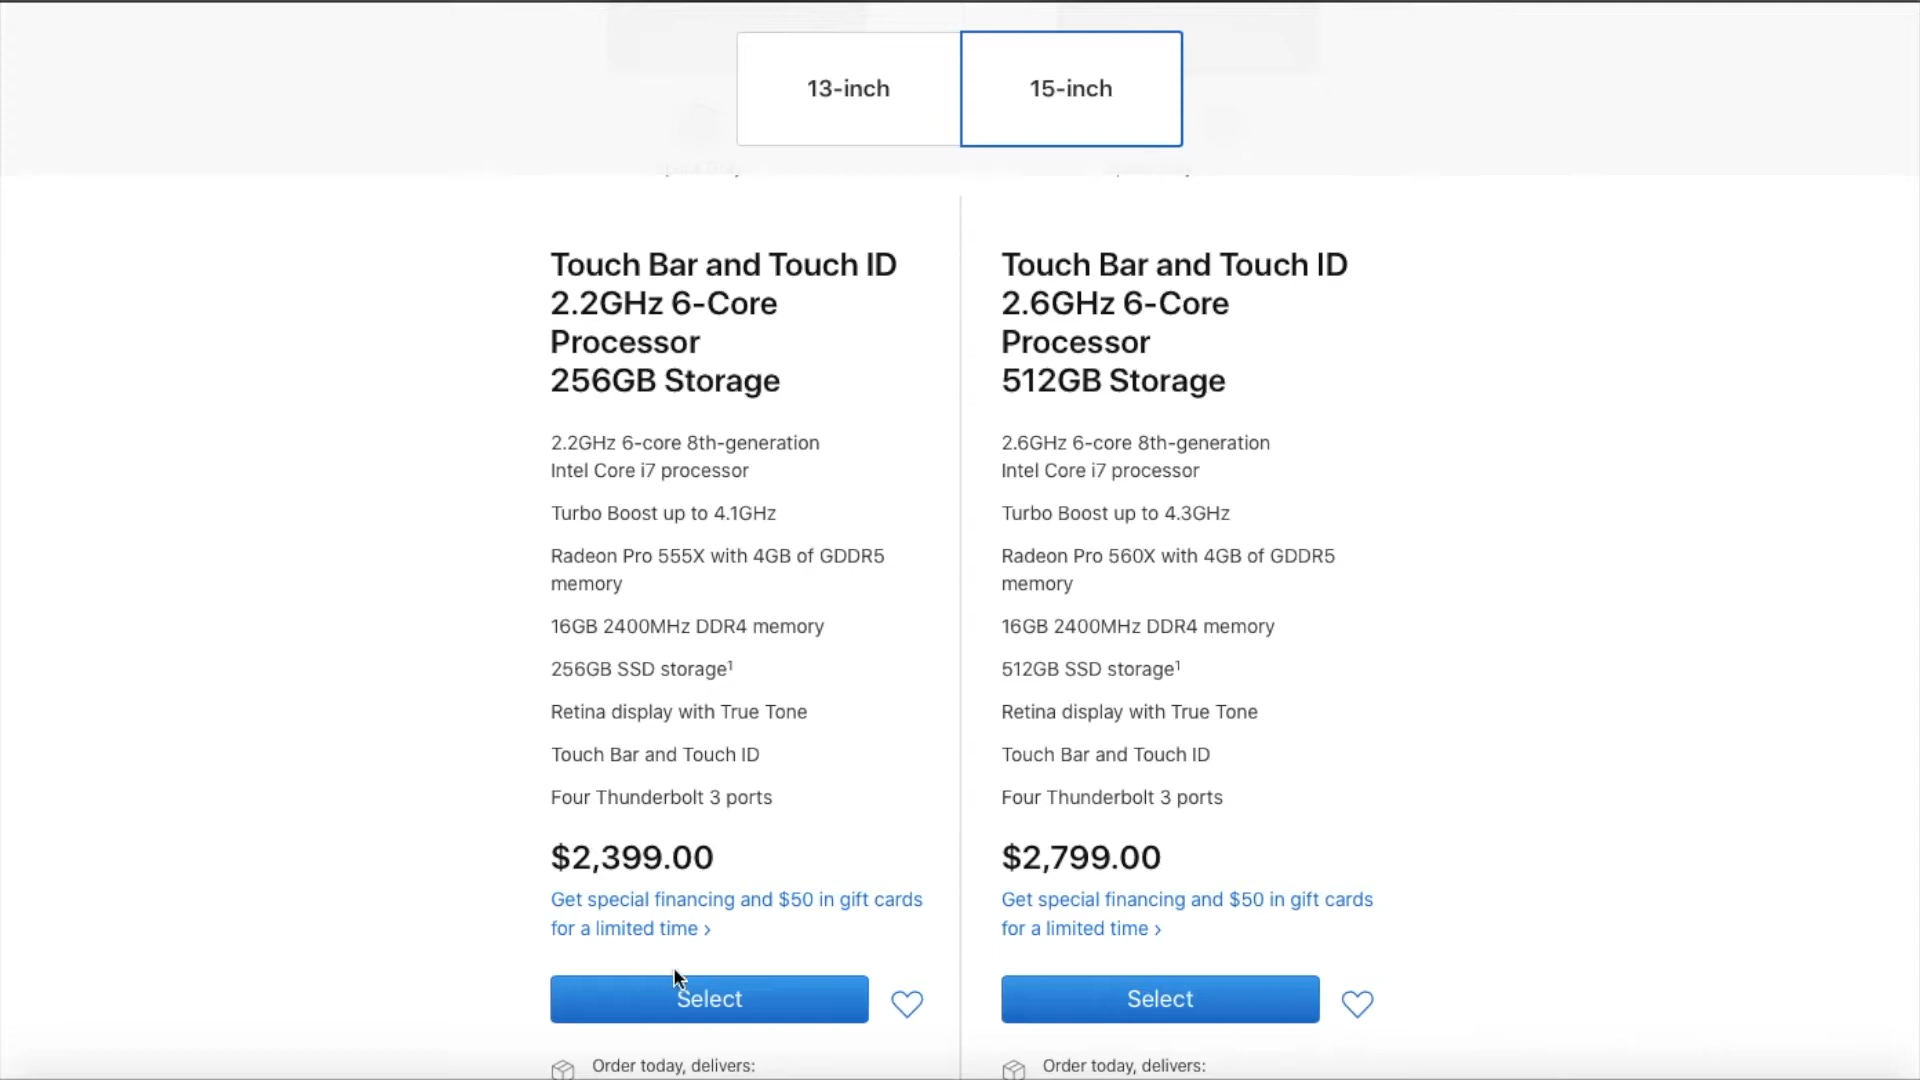 13-inch
15-inch
Touch Bar and Touch ID
2.2GHz 6-Core
Processor
256GB Storage
2.2GHz 6-core 8th-generation
Intel Core i7 processor
Turbo Boost up to 4.1GHz
Radeon Pro 555X with 4GB of GDDR5
memory
16GB 2400MHz DDR4 memory
256GB SSD storage¹
Retina display with True Tone
Touch Bar and Touch ID
Four Thunderbolt 3 ports
$2,399.00
Get special financing and $50 in gift cards
for a limited time ›
Select
Order today, delivers:
Touch Bar and Touch ID
2.6GHz 6-Core
Processor
512GB Storage
2.6GHz 6-core 8th-generation
Intel Core i7 processor
Turbo Boost up to 4.3GHz
Radeon Pro 560X with 4GB of GDDR5
memory
16GB 2400MHz DDR4 memory
512GB SSD storage¹
Retina display with True Tone
Touch Bar and Touch ID
Four Thunderbolt 3 ports
$2,799.00
Get special financing and $50 in gift cards
for a limited time ›
Select
Order today, delivers: